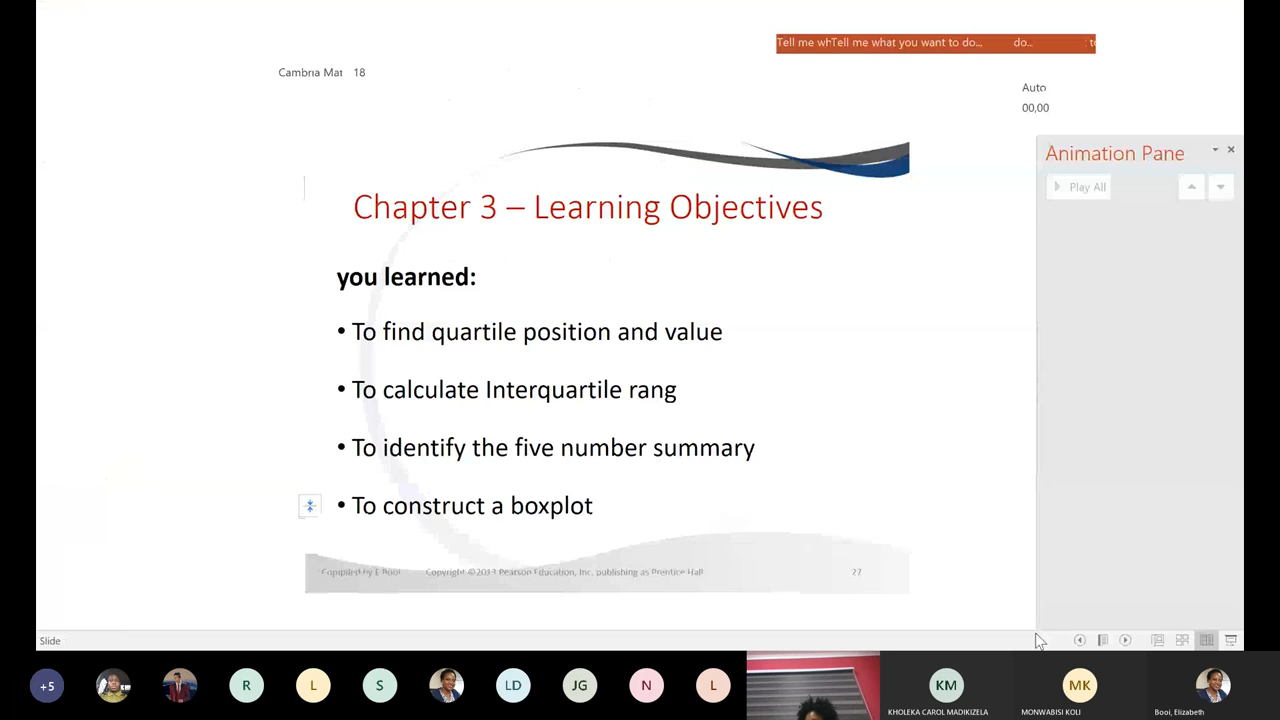 Tell me wh Tell me what you want to do... do...
Cambria Mat 18
Auto
00,00
Animation Pane
Play All
Chapter 3 – Learning Objectives
you learned:
• To find quartile position and value
• To calculate Interquartile rang
• To identify the five number summary
• To construct a boxplot
Compiled by E Booi Copyright ©2013 Pearson Education, Inc. publishing as Prentice Hall 27
Slide
+5 R L S LD JG N L KM MK
KHOLEKA CAROL MADIKIZELA MONWABISI KOLI Booi, Elizabeth